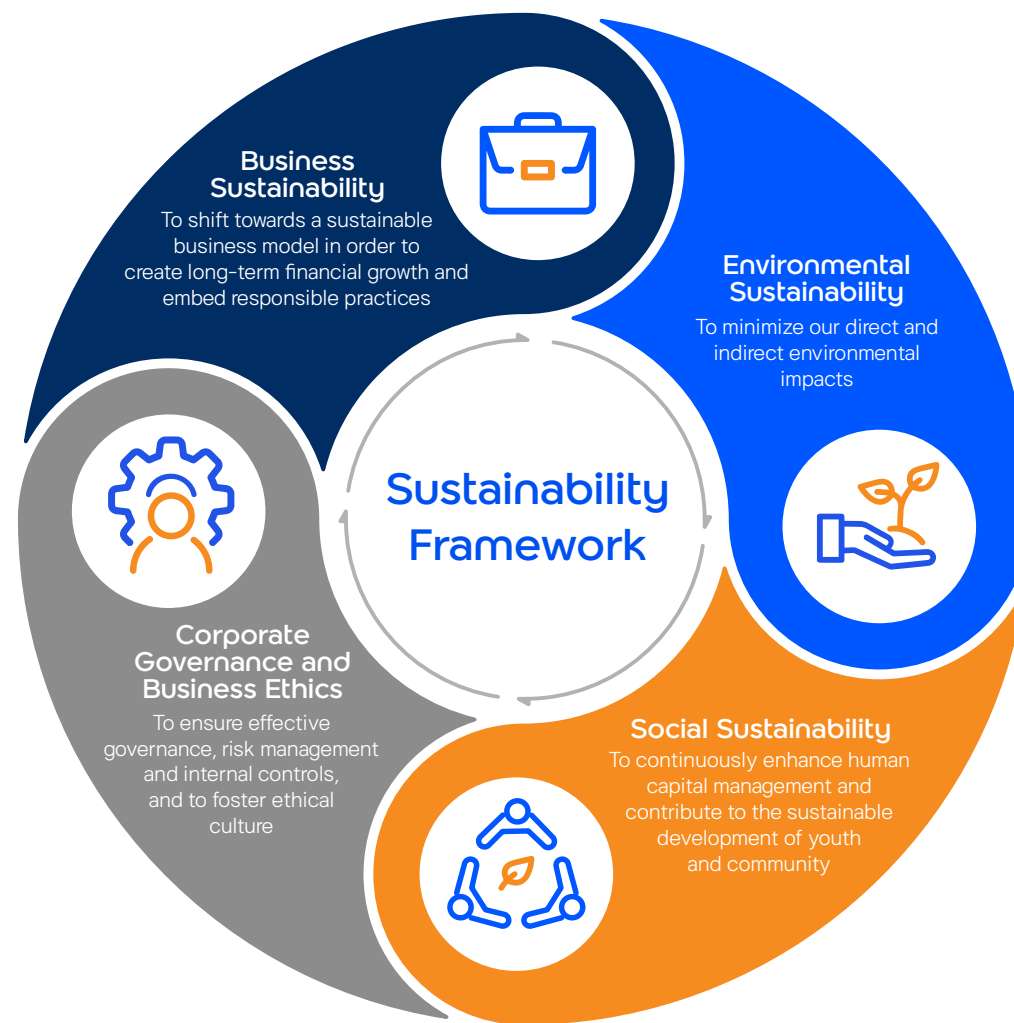 Business
Sustainability
To shift towards a sustainable
business model in order to
create long-term financial growth and
embed responsible practices
Environmental
Sustainability
To minimize our direct and
indirect environmental
impacts
Sustainability
Framework
Corporate
Governance and
Business Ethics
To ensure effective
governance, risk management
and internal controls,
and to foster ethical
culture
Social Sustainability
To continuously enhance human
capital management and
contribute to the sustainable
development of youth
and community